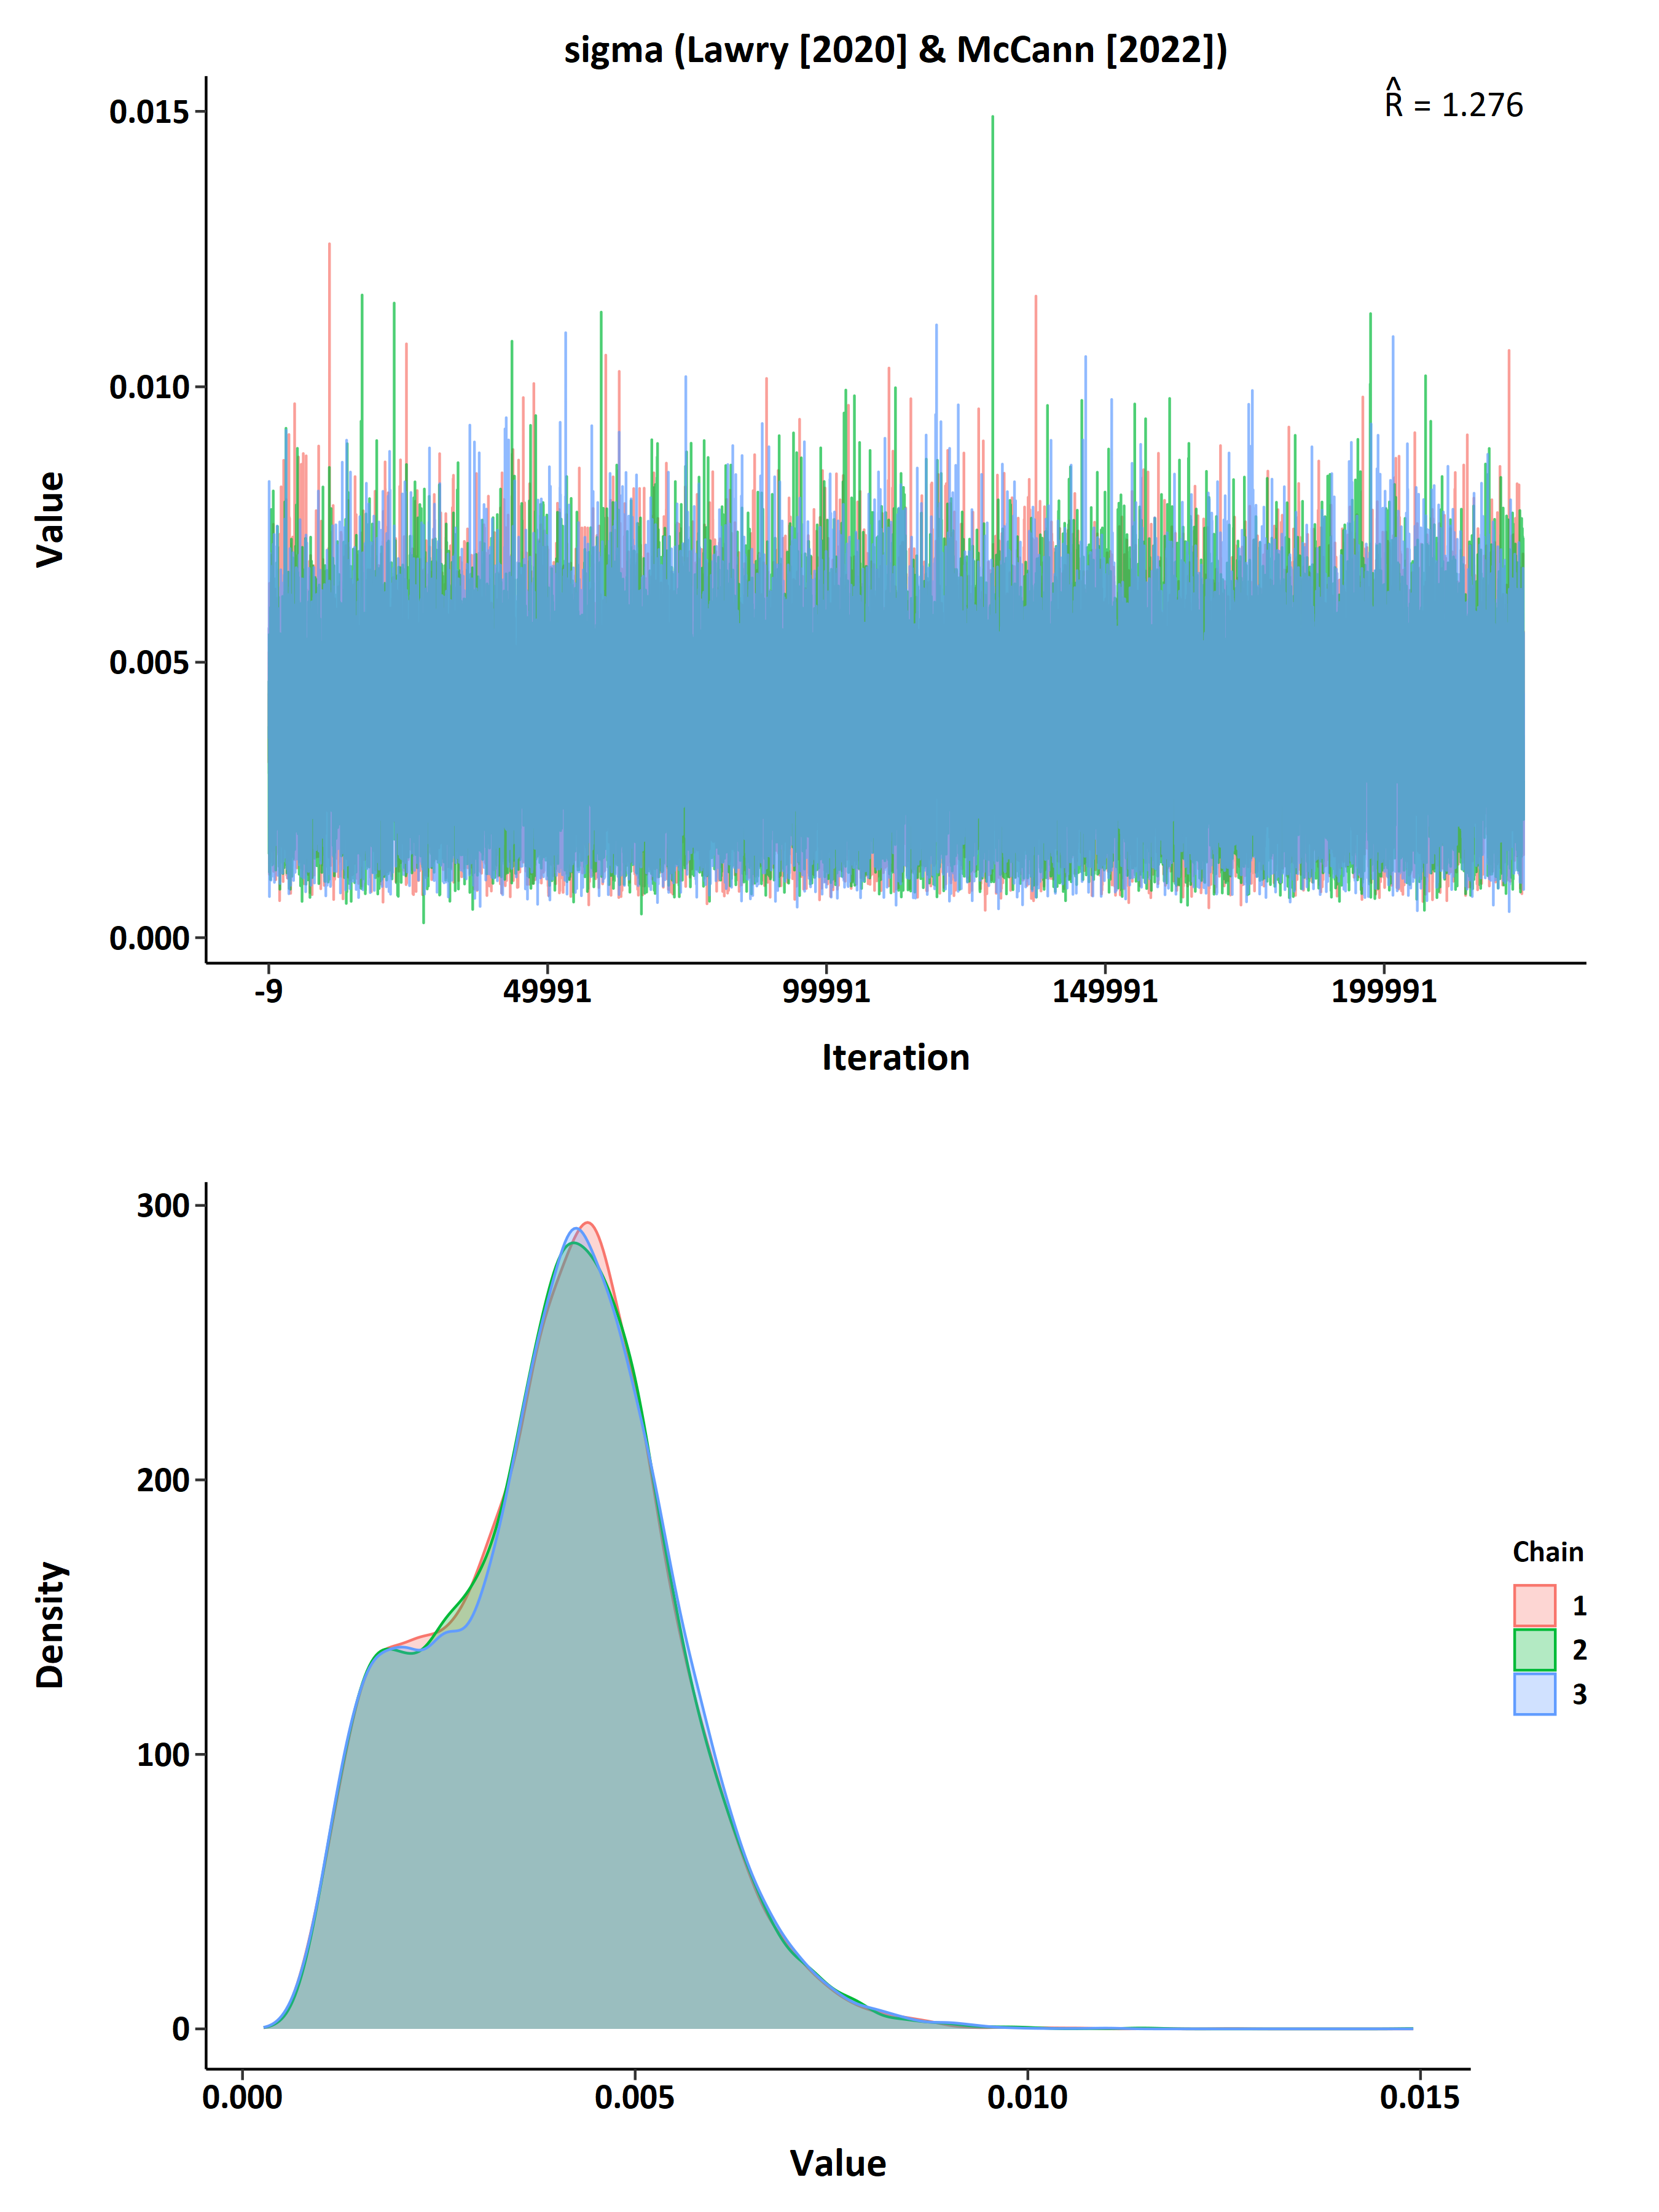 sigma (Lawry [2020] & McCann [2022])
R̂ = 1.276
Value
0.015
0.010
0.005
0.000
-9 49991 99991 149991 199991
Iteration
Density
300
200
100
0
0.000 0.005 0.010 0.015
Value
Chain
1
2
3